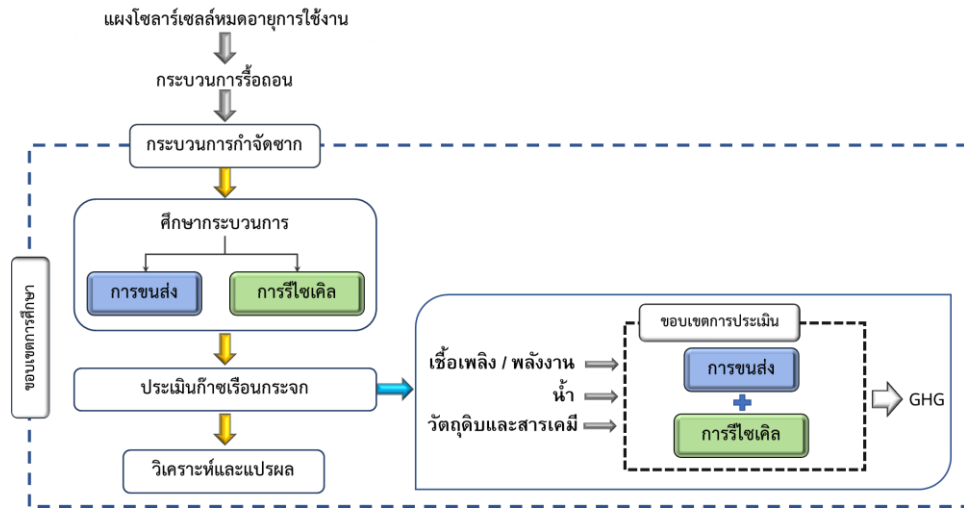 แผงโซลาร์เซลล์หมดอายุการใช้งาน
กระบวนการรื้อถอน
กระบวนการกำจัดซาก
ศึกษากระบวนการ
การขนส่ง
การรีไซเคิล
ขอบเขตการศึกษา
ประเมินก๊าซเรือนกระจก
วิเคราะห์และแปรผล
ขอบเขตการประเมิน
เชื้อเพลิง / พลังงาน
น้ำ
วัตถุดิบและสารเคมี
การขนส่ง
การรีไซเคิล
GHG